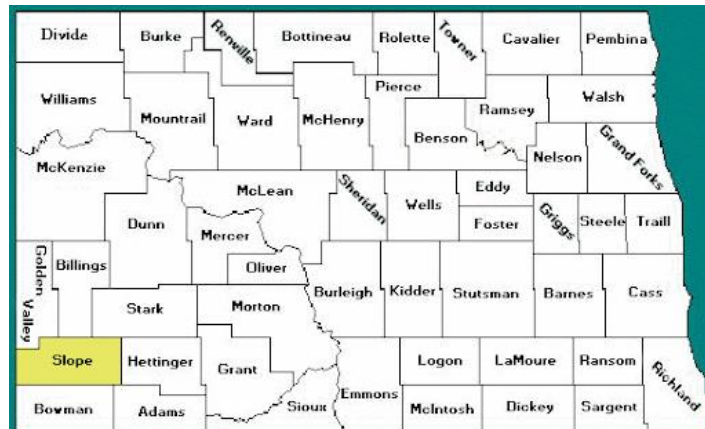 Divide
Burke
Renville
Bottineau
Rolette
Towner
Cavalier
Pembina
Williams
Mountrail
Ward
McHenry
Pierce
Benson
Ramsey
Walsh
Nelson
Grand Forks
McKenzie
Dunn
McLean
Mercer
Oliver
Sheridan
Wells
Eddy
Foster
Griggs
Steele
Traill
Golden Valley
Billings
Stark
Morton
Burleigh
Kidder
Stutsman
Barnes
Cass
Slope
Hettinger
Grant
Sioux
Emmons
Logon
LaMoure
Ransom
Richland
Bowman
Adams
McIntosh
Dickey
Sargent